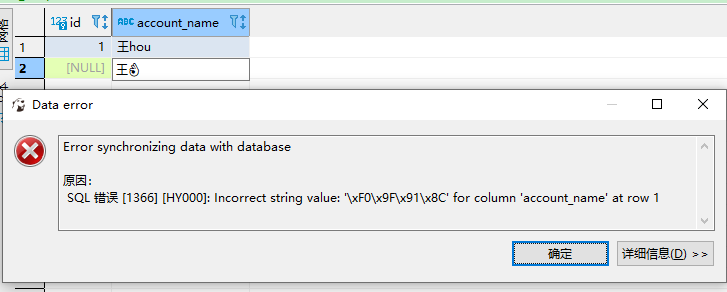 123 id ABC account_name
1 1 王hou
2 [NULL] 王👌
Data error
Error synchronizing data with database
原因:
SQL 错误 [1366] [HY000]: Incorrect string value: '\xF0\x9F\x91\x8C' for column 'account_name' at row 1
确定 详细信息(D) >>